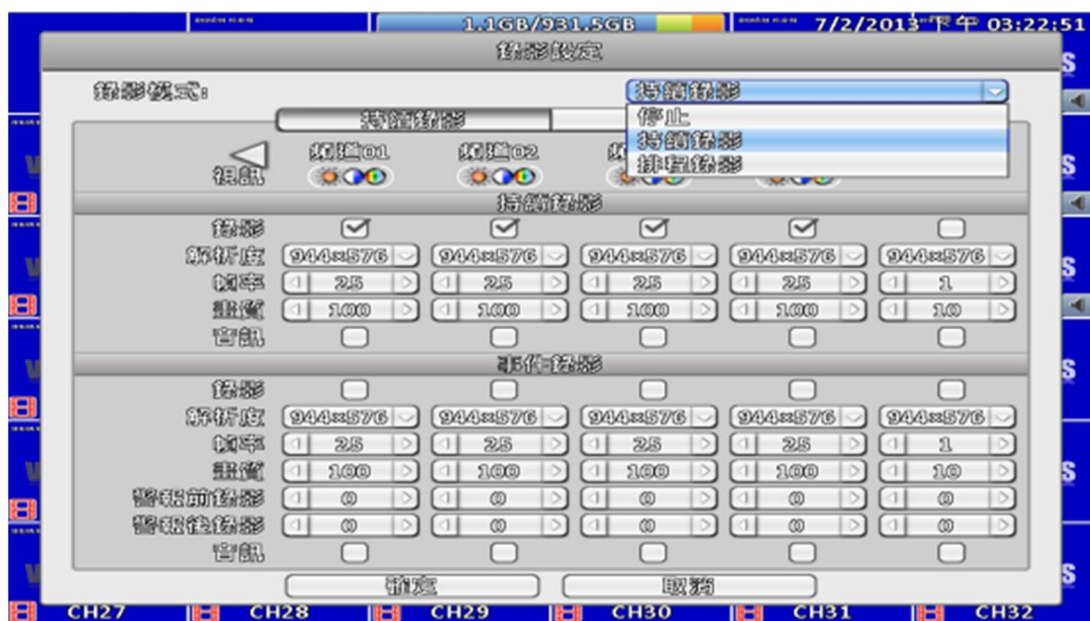 1.1GB/931.5GB 7/2/2013 下午 03:22:51
錄影設定
錄影模式: 持續錄影
停止
持續錄影
排程錄影
持續錄影
視訊 頻道01 頻道02
持續錄影
錄影
解析度 944x576 944x576 944x576 944x576 944x576
幀率 25 25 25 25 1
畫質 100 100 100 100 10
音訊
事件錄影
錄影
解析度 944x576 944x576 944x576 944x576 944x576
幀率 25 25 25 25 1
畫質 100 100 100 100 10
警報前錄影 0 0 0 0 0
警報後錄影 0 0 0 0 0
音訊
確定 取消
CH27 CH28 CH29 CH30 CH31 CH32